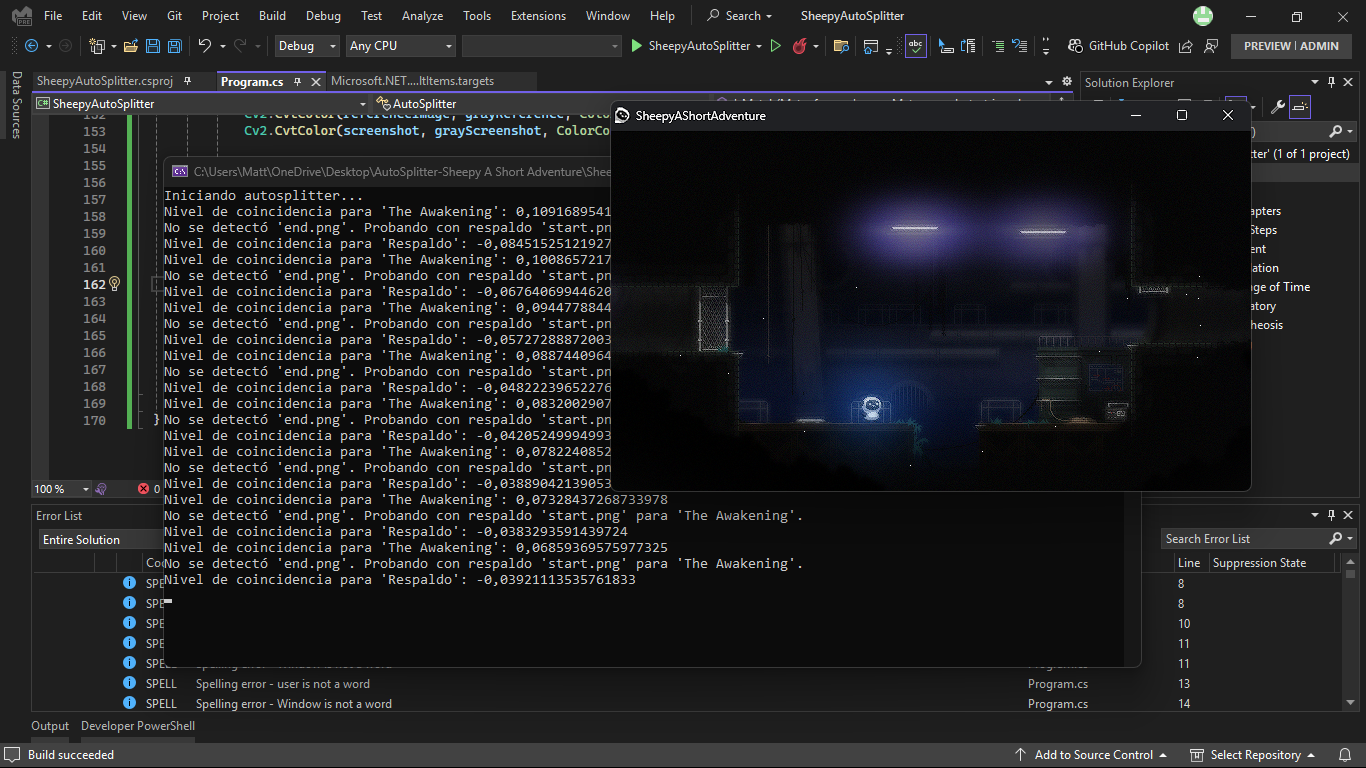 File Edit View Git Project Build Debug Test Analyze Tools Extensions Window Help Search SheepyAutoSplitter
Debug Any CPU SheepyAutoSplitter GitHub Copilot PREVIEW | ADMIN
Data Sources
SheepyAutoSplitter.csproj Program.cs Microsoft.NET....ltItems.targets
Solution Explorer
SheepyAutoSplitter AutoSplitter
153 Cv2.CvtColor(screenshot, grayScreenshot, ColorCo
154
155
156
157
158
159
160
161
162
163
164
165
166
167
168
169
170 }
100 % 0
SheepyAShortAdventure
tter' (1 of 1 project)
apters
Steps
ent
ation
ge of Time
atory
heosis
C:\Users\Matt\OneDrive\Desktop\AutoSplitter-Sheepy A Short Adventure\Shee
Iniciando autosplitter...
Nivel de coincidencia para 'The Awakening': 0,1091689541
No se detectó 'end.png'. Probando con respaldo 'start.pn
Nivel de coincidencia para 'Respaldo': -0,08451525121927
Nivel de coincidencia para 'The Awakening': 0,1008657217
No se detectó 'end.png'. Probando con respaldo 'start.pn
Nivel de coincidencia para 'Respaldo': -0,06764069944620
Nivel de coincidencia para 'The Awakening': 0,0944778844
No se detectó 'end.png'. Probando con respaldo 'start.pn
Nivel de coincidencia para 'Respaldo': -0,05727288872003
Nivel de coincidencia para 'The Awakening': 0,0887440964
No se detectó 'end.png'. Probando con respaldo 'start.pn
Nivel de coincidencia para 'Respaldo': -0,04822239652276
Nivel de coincidencia para 'The Awakening': 0,0832002907
No se detectó 'end.png'. Probando con respaldo 'start.pn
Nivel de coincidencia para 'Respaldo': -0,04205249994993
Nivel de coincidencia para 'The Awakening': 0,0782240852
No se detectó 'end.png'. Probando con respaldo 'start.pn
Nivel de coincidencia para 'Respaldo': -0,03889042139053
Nivel de coincidencia para 'The Awakening': 0,07328437268733978
No se detectó 'end.png'. Probando con respaldo 'start.png' para 'The Awakening'.
Nivel de coincidencia para 'Respaldo': -0,0383293591439724
Nivel de coincidencia para 'The Awakening': 0,06859369575977325
No se detectó 'end.png'. Probando con respaldo 'start.png' para 'The Awakening'.
Nivel de coincidencia para 'Respaldo': -0,03921113535761833
Error List
Entire Solution
Search Error List
Line Suppression State
SPE 8
SPE 8
SPE 10
SPE 11
SPE 11
SPELL Spelling error - user is not a word Program.cs 13
SPELL Spelling error - Window is not a word Program.cs 14
Output Developer PowerShell
Build succeeded Add to Source Control Select Repository